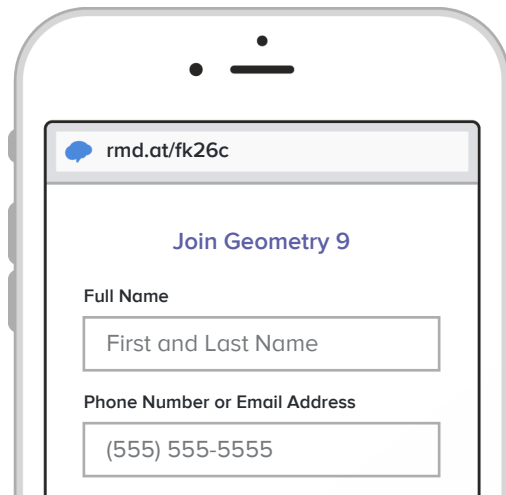 rmd.at/fk26c
Join Geometry 9
Full Name
First and Last Name
Phone Number or Email Address
(555) 555-5555